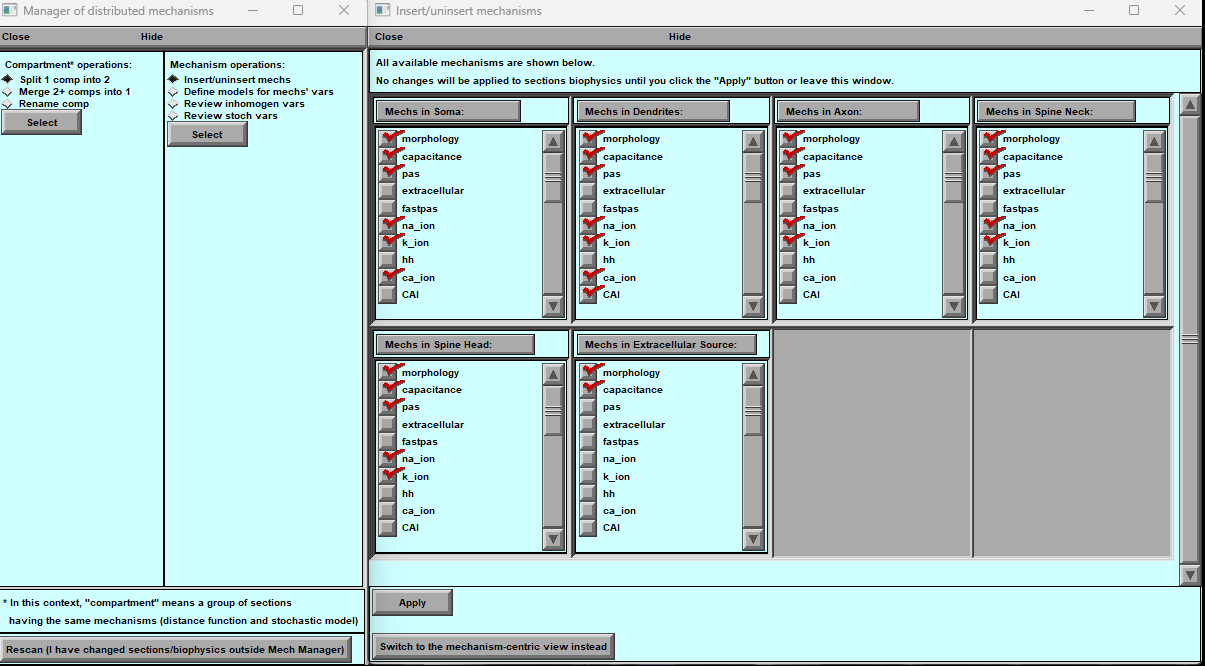 Manager of distributed mechanisms
Close Hide
Compartment* operations:
Split 1 comp into 2
Merge 2+ comps into 1
Rename comp
Select
Mechanism operations:
Insert/uninsert mechs
Define models for mechs' vars
Review inhomogen vars
Review stoch vars
Select
* In this context, "compartment" means a group of sections
having the same mechanisms (distance function and stochastic model)
Rescan (I have changed sections/biophysics outside Mech Manager)
Insert/uninsert mechanisms
Close Hide
All available mechanisms are shown below.
No changes will be applied to sections biophysics until you click the "Apply" button or leave this window.
Mechs in Soma:
morphology
capacitance
pas
extracellular
fastpas
na_ion
k_ion
hh
ca_ion
CAl
Mechs in Dendrites:
morphology
capacitance
pas
extracellular
fastpas
na_ion
k_ion
hh
ca_ion
CAl
Mechs in Axon:
morphology
capacitance
pas
extracellular
fastpas
na_ion
k_ion
hh
ca_ion
CAl
Mechs in Spine Neck:
morphology
capacitance
pas
extracellular
fastpas
na_ion
k_ion
hh
ca_ion
CAl
Mechs in Spine Head:
morphology
capacitance
pas
extracellular
fastpas
na_ion
k_ion
hh
ca_ion
CAl
Mechs in Extracellular Source:
morphology
capacitance
pas
extracellular
fastpas
na_ion
k_ion
hh
ca_ion
CAl
Apply
Switch to the mechanism-centric view instead